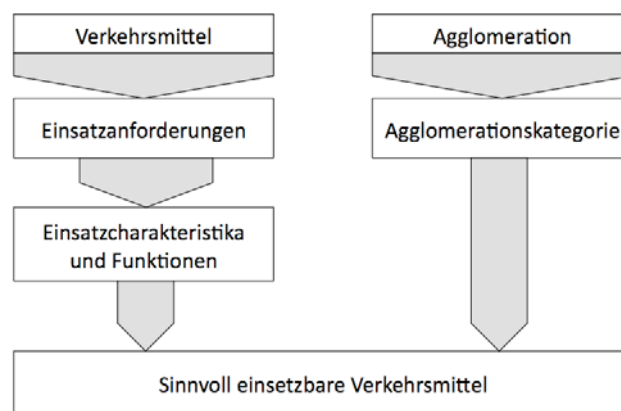 Verkehrsmittel
Agglomeration
Einsatzanforderungen
Agglomerationskategorie
Einsatzcharakteristika
und Funktionen
Sinnvoll einsetzbare Verkehrsmittel